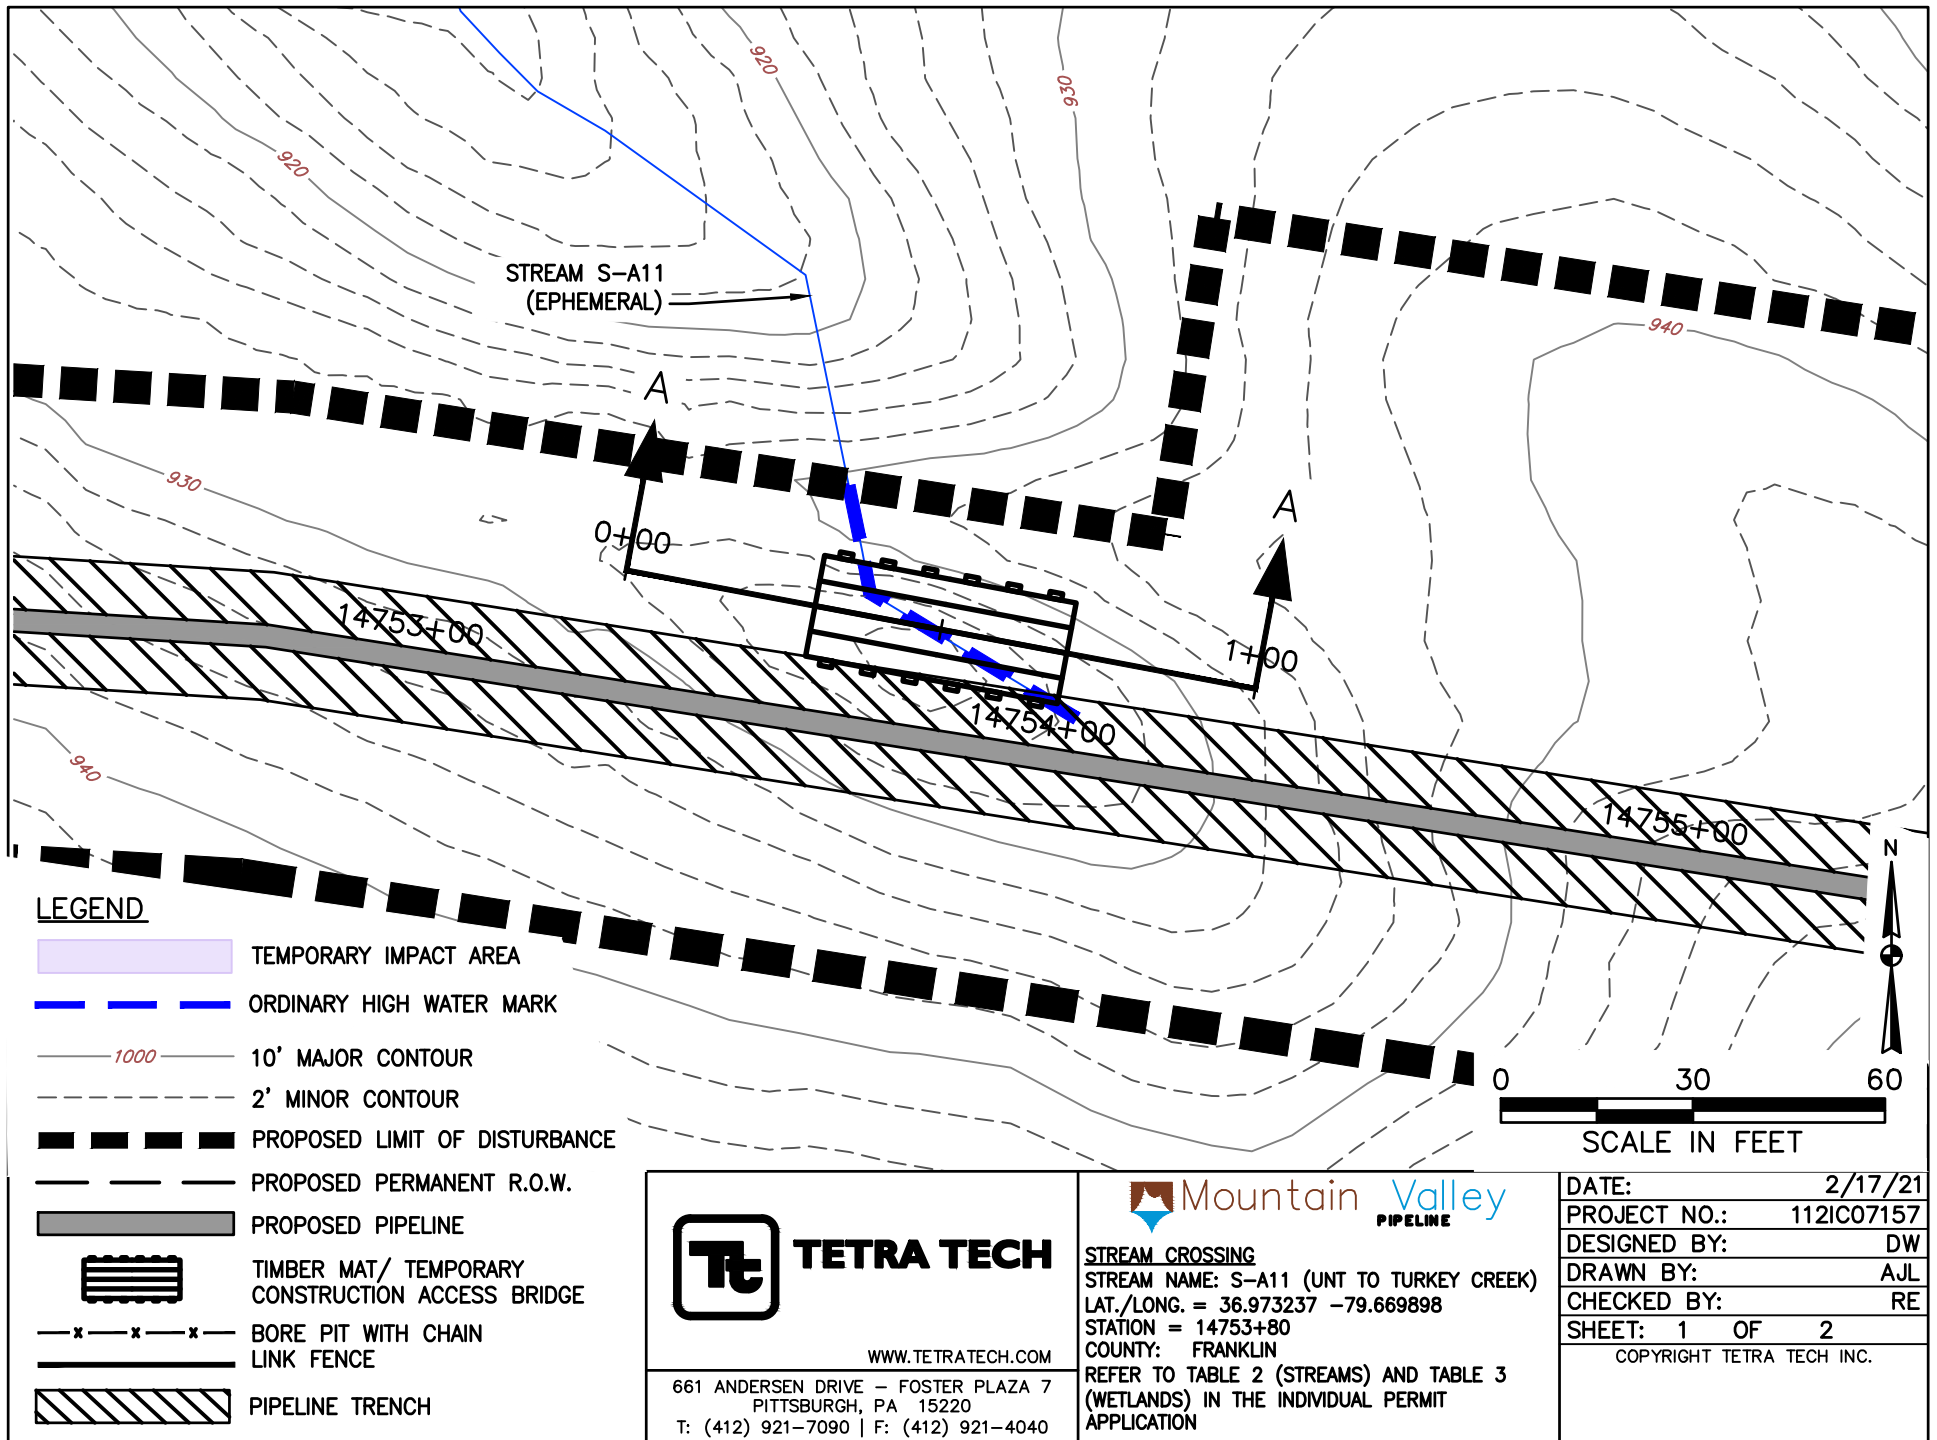 920
930
920
STREAM S-A11
(EPHEMERAL)
940
A
930
A
0+00
14753+00
1+00
14754+00
940
14755+00
N
LEGEND
TEMPORARY IMPACT AREA
ORDINARY HIGH WATER MARK
1000
10' MAJOR CONTOUR
2' MINOR CONTOUR
PROPOSED LIMIT OF DISTURBANCE
PROPOSED PERMANENT R.O.W.
PROPOSED PIPELINE
TIMBER MAT/ TEMPORARY
CONSTRUCTION ACCESS BRIDGE
x x x
BORE PIT WITH CHAIN
LINK FENCE
PIPELINE TRENCH
0 30 60
SCALE IN FEET
Tt TETRA TECH
WWW.TETRATECH.COM
661 ANDERSEN DRIVE – FOSTER PLAZA 7
PITTSBURGH, PA 15220
T: (412) 921-7090 | F: (412) 921-4040
Mountain Valley
PIPELINE
STREAM CROSSING
STREAM NAME: S-A11 (UNT TO TURKEY CREEK)
LAT./LONG. = 36.973237 -79.669898
STATION = 14753+80
COUNTY: FRANKLIN
REFER TO TABLE 2 (STREAMS) AND TABLE 3
(WETLANDS) IN THE INDIVIDUAL PERMIT
APPLICATION
DATE: 2/17/21
PROJECT NO.: 112IC07157
DESIGNED BY: DW
DRAWN BY: AJL
CHECKED BY: RE
SHEET: 1 OF 2
COPYRIGHT TETRA TECH INC.